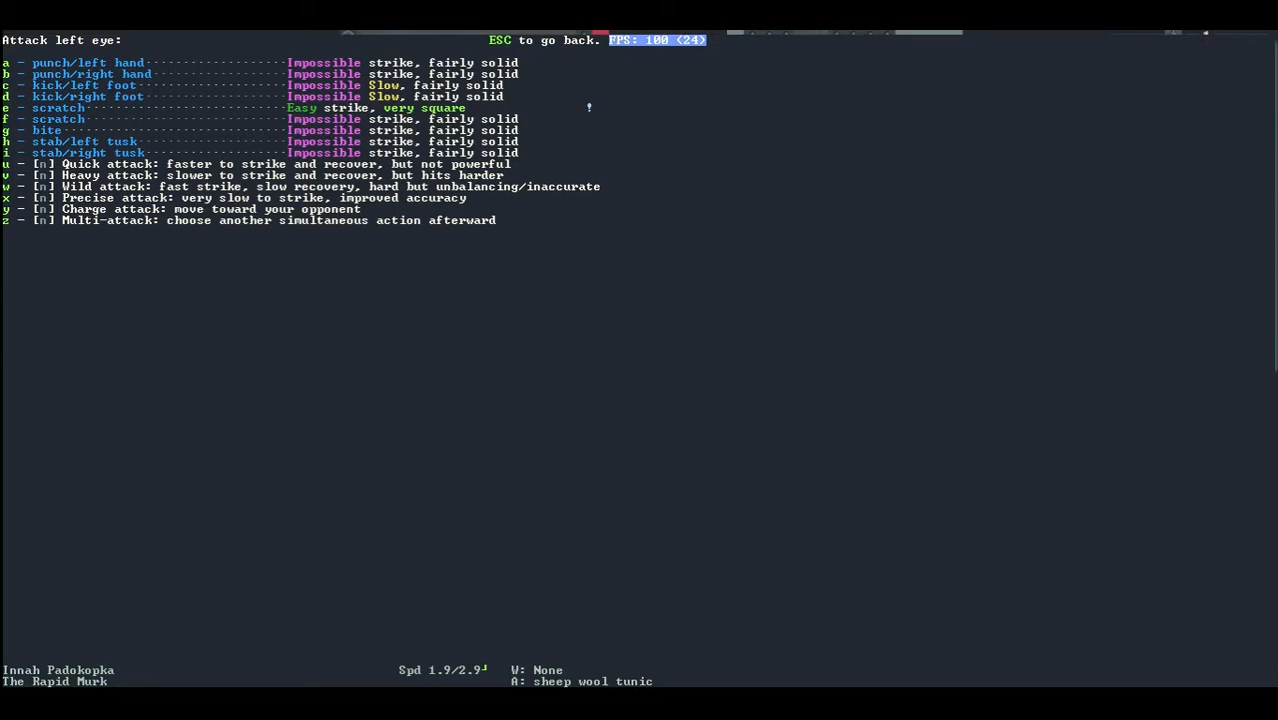 Attack left eye: ESC to go back. FPS: 100 (24)
a - punch/left hand Impossible strike, fairly solid
b - punch/right hand Impossible strike, fairly solid
c - kick/left foot Impossible Slow, fairly solid
d - kick/right foot Impossible Slow, fairly solid
e - scratch Easy strike, very square !
f - scratch Impossible strike, fairly solid
g - bite Impossible strike, fairly solid
h - stab/left tusk Impossible strike, fairly solid
i - stab/right tusk Impossible strike, fairly solid
u - [n] Quick attack: faster to strike and recover, but not powerful
v - [n] Heavy attack: slower to strike and recover, but hits harder
w - [n] Wild attack: fast strike, slow recovery, hard but unbalancing/inaccurate
x - [n] Precise attack: very slow to strike, improved accuracy
y - [n] Charge attack: move toward your opponent
z - [n] Multi-attack: choose another simultaneous action afterward
Innah Padokopka Spd 1.9/2.9 W: None
The Rapid Murk A: sheep wool tunic